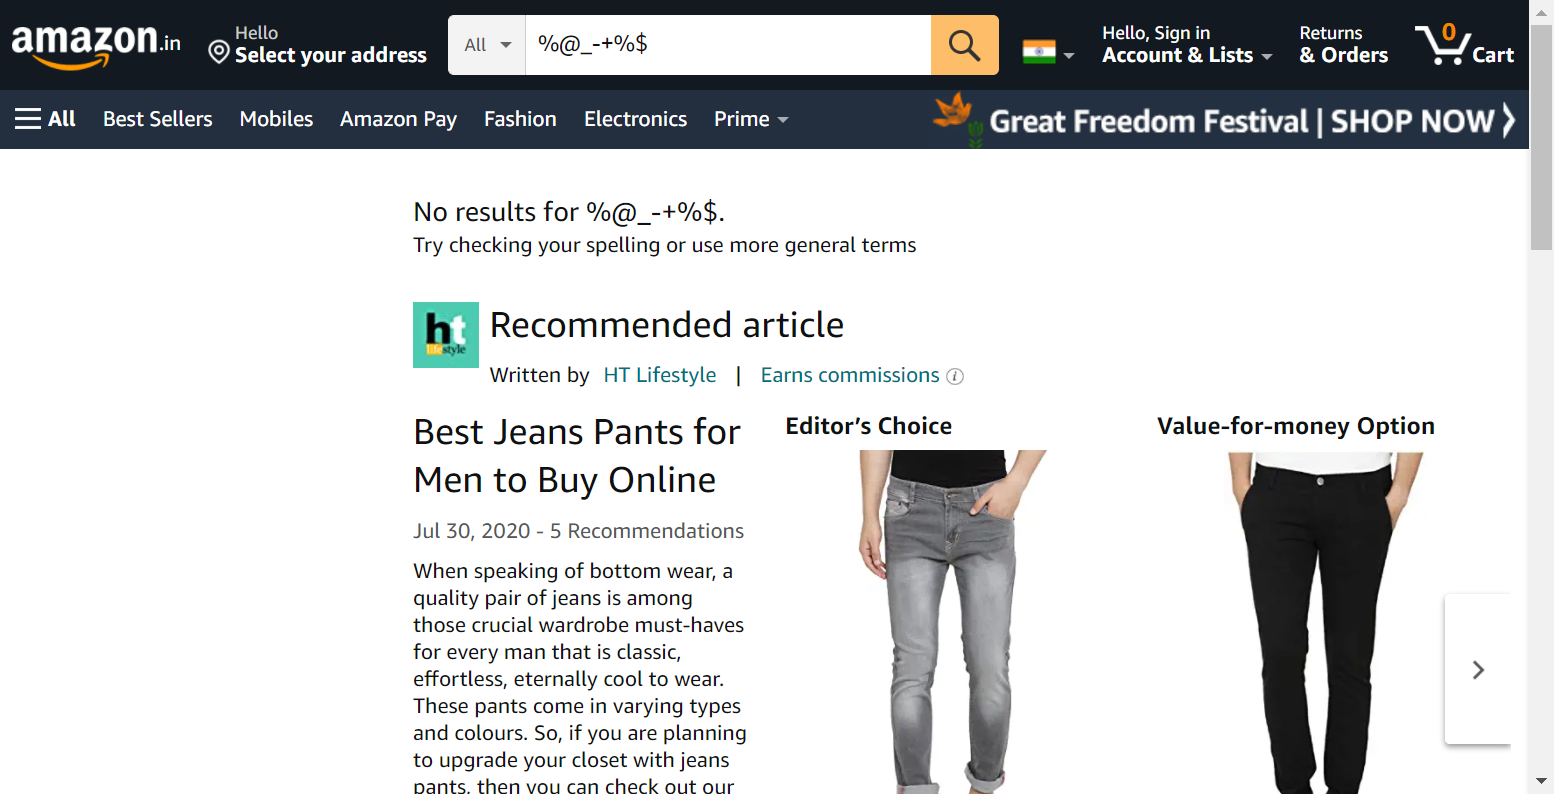 amazon.in
Hello
Select your address
All
%@_-+%$
Hello, Sign in
Account & Lists
Returns
& Orders
0
Cart
All
Best Sellers
Mobiles
Amazon Pay
Fashion
Electronics
Prime
Great Freedom Festival | SHOP NOW
No results for %@_-+%$.
Try checking your spelling or use more general terms
ht
lifestyle
Recommended article
Written by HT Lifestyle | Earns commissions
Best Jeans Pants for
Men to Buy Online
Jul 30, 2020 - 5 Recommendations
When speaking of bottom wear, a
quality pair of jeans is among
those crucial wardrobe must-haves
for every man that is classic,
effortless, eternally cool to wear.
These pants come in varying types
and colours. So, if you are planning
to upgrade your closet with jeans
pants, then you can check out our
Editor's Choice
Value-for-money Option